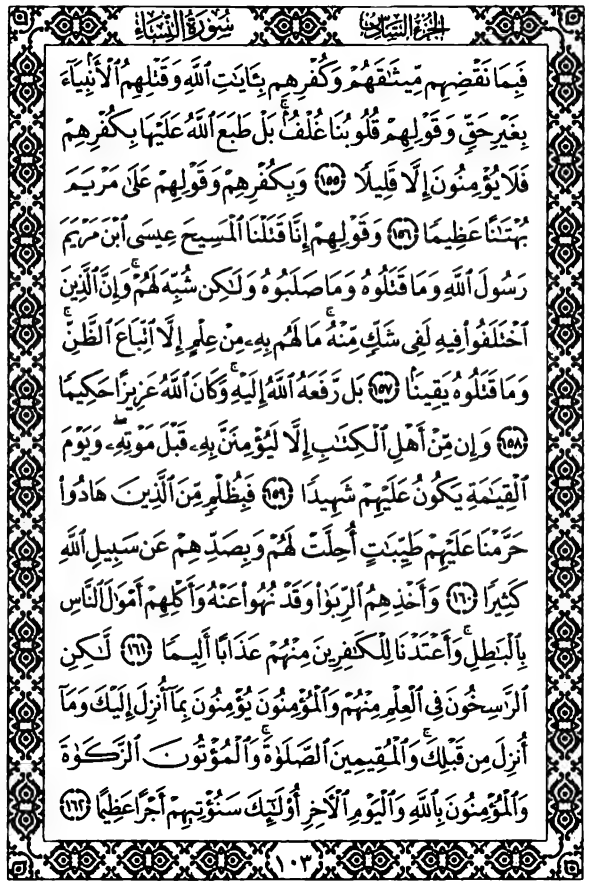 سورة النساء
الجزء السادس
فَبِمَا نَقْضِهِم مِّيثَٰقَهُمْ وَكُفْرِهِم بِـَٔايَٰتِ ٱللَّهِ وَقَتْلِهِمُ ٱلْأَنۢبِيَآءَ
بِغَيْرِ حَقٍّ وَقَوْلِهِمْ قُلُوبُنَا غُلْفٌۢ ۚ بَلْ طَبَعَ ٱللَّهُ عَلَيْهَا بِكُفْرِهِمْ
فَلَا يُؤْمِنُونَ إِلَّا قَلِيلًا ١٥٥ وَبِكُفْرِهِمْ وَقَوْلِهِمْ عَلَىٰ مَرْيَمَ
بُهْتَٰنًا عَظِيمًا ١٥٦ وَقَوْلِهِمْ إِنَّا قَتَلْنَا ٱلْمَسِيحَ عِيسَى ٱبْنَ مَرْيَمَ
رَسُولَ ٱللَّهِ وَمَا قَتَلُوهُ وَمَا صَلَبُوهُ وَلَٰكِن شُبِّهَ لَهُمْ ۚ وَإِنَّ ٱلَّذِينَ
ٱخْتَلَفُوا۟ فِيهِ لَفِى شَكٍّ مِّنْهُ ۚ مَا لَهُم بِهِۦ مِنْ عِلْمٍ إِلَّا ٱتِّبَاعَ ٱلظَّنِّ ۚ
وَمَا قَتَلُوهُ يَقِينًۢا ١٥٧ بَل رَّفَعَهُ ٱللَّهُ إِلَيْهِ ۚ وَكَانَ ٱللَّهُ عَزِيزًا حَكِيمًا
١٥٨ وَإِن مِّنْ أَهْلِ ٱلْكِتَٰبِ إِلَّا لَيُؤْمِنَنَّ بِهِۦ قَبْلَ مَوْتِهِۦ ۖ وَيَوْمَ
ٱلْقِيَٰمَةِ يَكُونُ عَلَيْهِمْ شَهِيدًا ١٥٩ فَبِظُلْمٍ مِّنَ ٱلَّذِينَ هَادُوا۟
حَرَّمْنَا عَلَيْهِمْ طَيِّبَٰتٍ أُحِلَّتْ لَهُمْ وَبِصَدِّهِمْ عَن سَبِيلِ ٱللَّهِ
كَثِيرًا ١٦٠ وَأَخْذِهِمُ ٱلرِّبَوٰا۟ وَقَدْ نُهُوا۟ عَنْهُ وَأَكْلِهِمْ أَمْوَٰلَ ٱلنَّاسِ
بِٱلْبَٰطِلِ ۚ وَأَعْتَدْنَا لِلْكَٰفِرِينَ مِنْهُمْ عَذَابًا أَلِيمًا ١٦١ لَّٰكِنِ
ٱلرَّٰسِخُونَ فِى ٱلْعِلْمِ مِنْهُمْ وَٱلْمُؤْمِنُونَ يُؤْمِنُونَ بِمَآ أُنزِلَ إِلَيْكَ وَمَآ
أُنزِلَ مِن قَبْلِكَ ۚ وَٱلْمُقِيمِينَ ٱلصَّلَوٰةَ ۚ وَٱلْمُؤْتُونَ ٱلزَّكَوٰةَ
وَٱلْمُؤْمِنُونَ بِٱللَّهِ وَٱلْيَوْمِ ٱلْـَٔاخِرِ أُو۟لَٰٓئِكَ سَنُؤْتِيهِمْ أَجْرًا عَظِيمًا ١٦٢
١٠٣